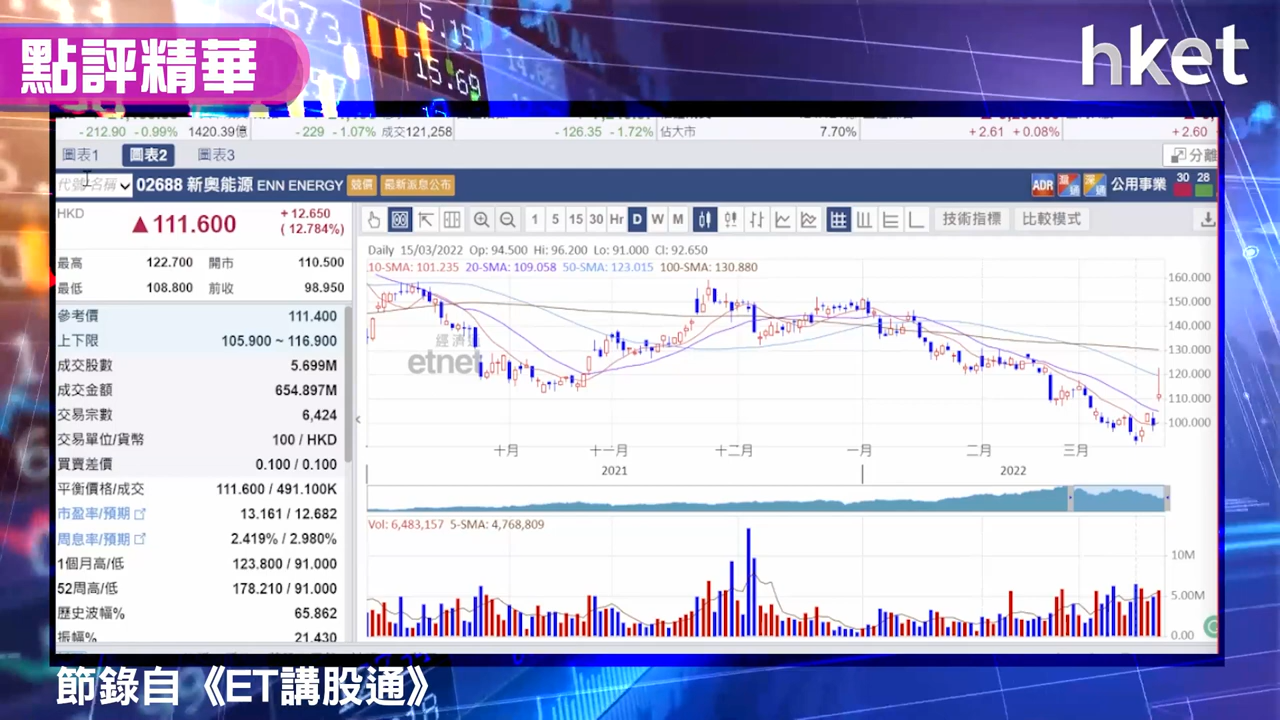 點評精華
hket
-212.90 -0.99% 1420.39億 -229 -1.07% 成交121,258 -126.35 -1.72% 佔大市 7.70% +2.61 +0.08% +2.60
圖表1 圖表2 圖表3 分離
代號/名稱 02688 新奧能源 ENN ENERGY 競價 最新派息公布 ADR 公用事業 30 28
HKD ▲111.600 +12.650
(12.784%)
1 5 15 30 Hr D W M 技術指標 比較模式
最高 122.700 開市 110.500
最低 108.800 前收 98.950
參考價 111.400
上下限 105.900 ~ 116.900
成交股數 5.699M
成交金額 654.897M
交易宗數 6,424
交易單位/貨幣 100 / HKD
買賣差價 0.100 / 0.100
平衡價格/成交 111.600 / 491.100K
市盈率/預期 13.161 / 12.682
周息率/預期 2.419% / 2.980%
1個月高/低 123.800 / 91.000
52周高/低 178.210 / 91.000
歷史波幅% 65.862
振幅% 21.430
Daily 15/03/2022 Op: 94.500 Hi: 96.200 Lo: 91.000 Cl: 92.650
10-SMA: 101.235 20-SMA: 109.058 50-SMA: 123.015 100-SMA: 130.880
160.000
150.000
140.000
130.000
120.000
110.000
100.000
etnet
十月 十一月 十二月 一月 二月 三月
2021 2022
Vol: 6,483,157 5-SMA: 4,768,809
10M
5.00M
0.00
節錄自《ET講股通》